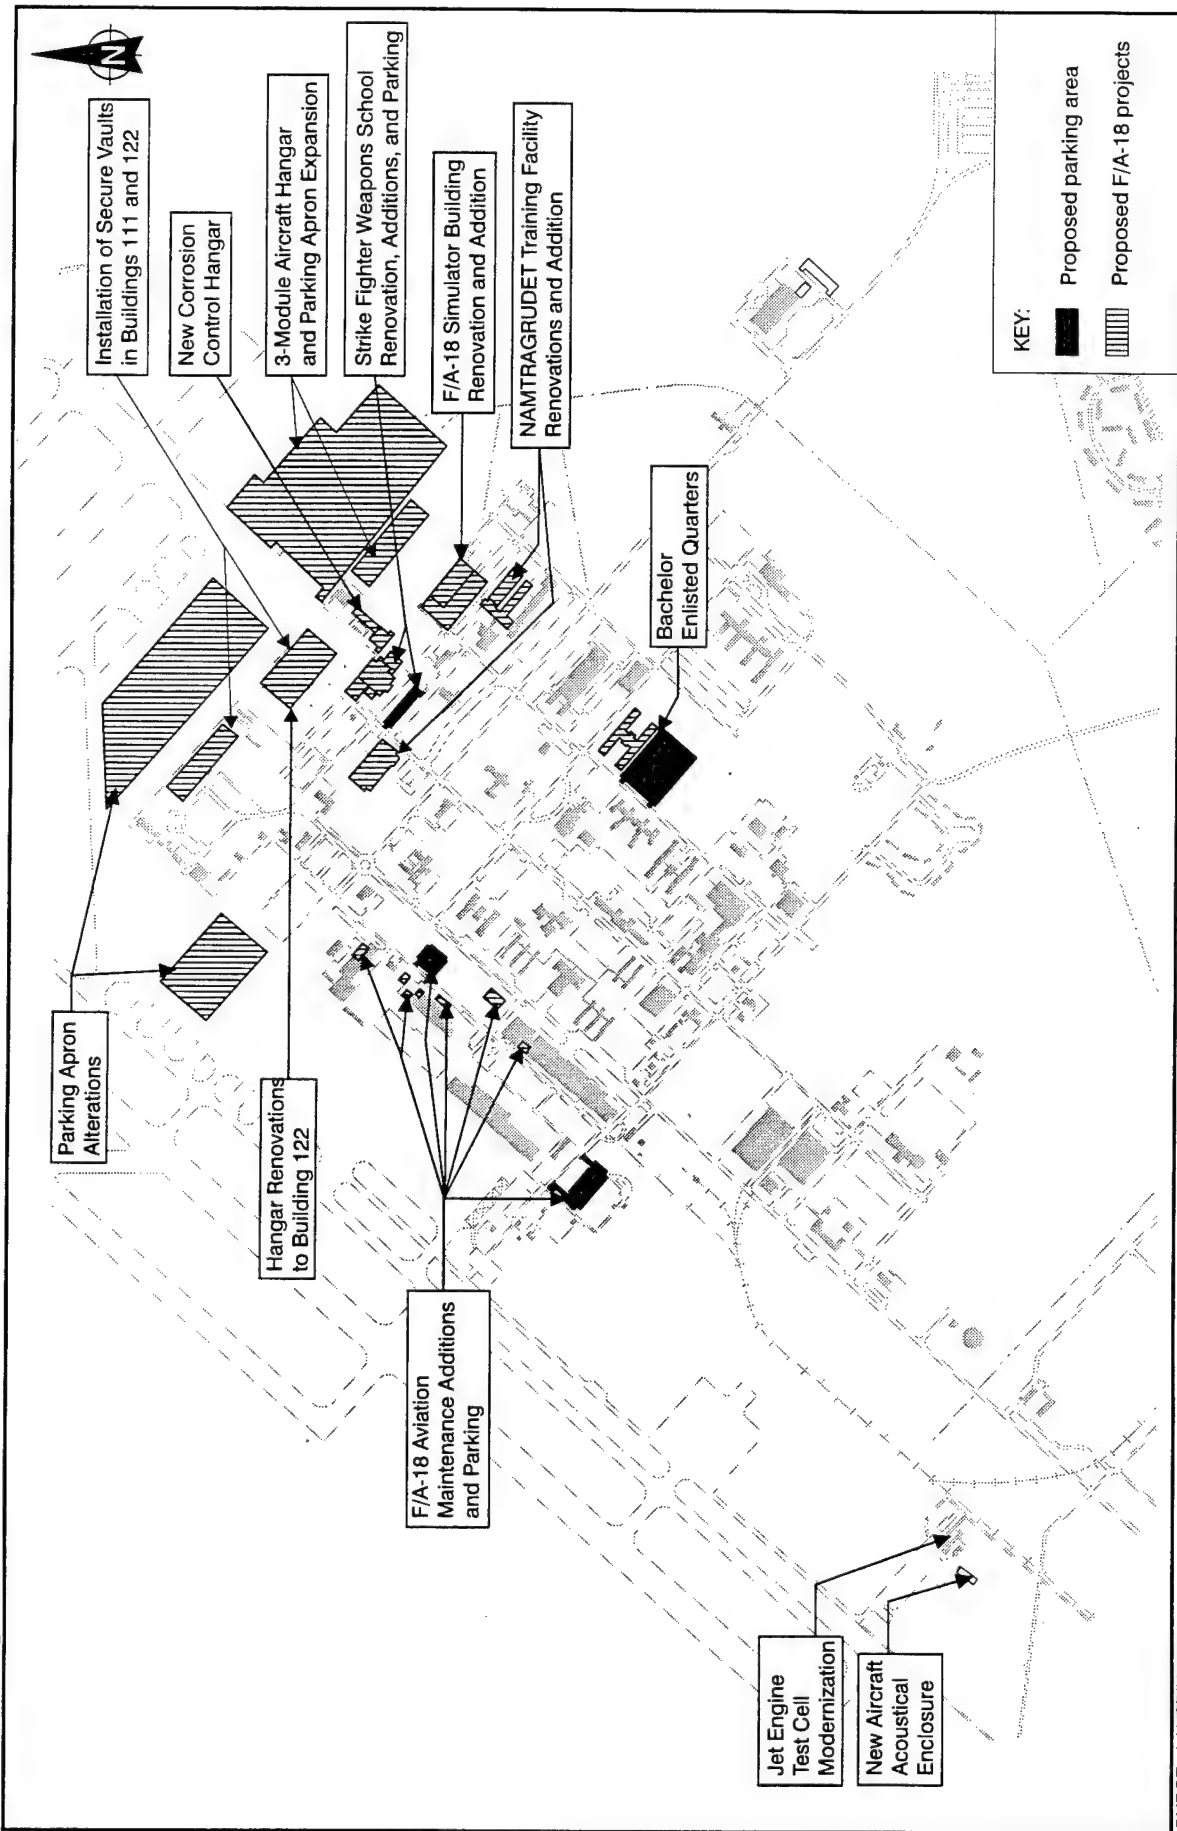 N
Installation of Secure Vaults
in Buildings 111 and 122
New Corrosion
Control Hangar
3-Module Aircraft Hangar
and Parking Apron Expansion
Strike Fighter Weapons School
Renovation, Additions, and Parking
F/A-18 Simulator Building
Renovation and Addition
NAMTRAGRUDET Training Facility
Renovations and Addition
Bachelor
Enlisted Quarters
Parking Apron
Alterations
Hangar Renovations
to Building 122
F/A-18 Aviation
Maintenance Additions
and Parking
Jet Engine
Test Cell
Modernization
New Aircraft
Acoustical
Enclosure
KEY:
Proposed parking area
Proposed F/A-18 projects